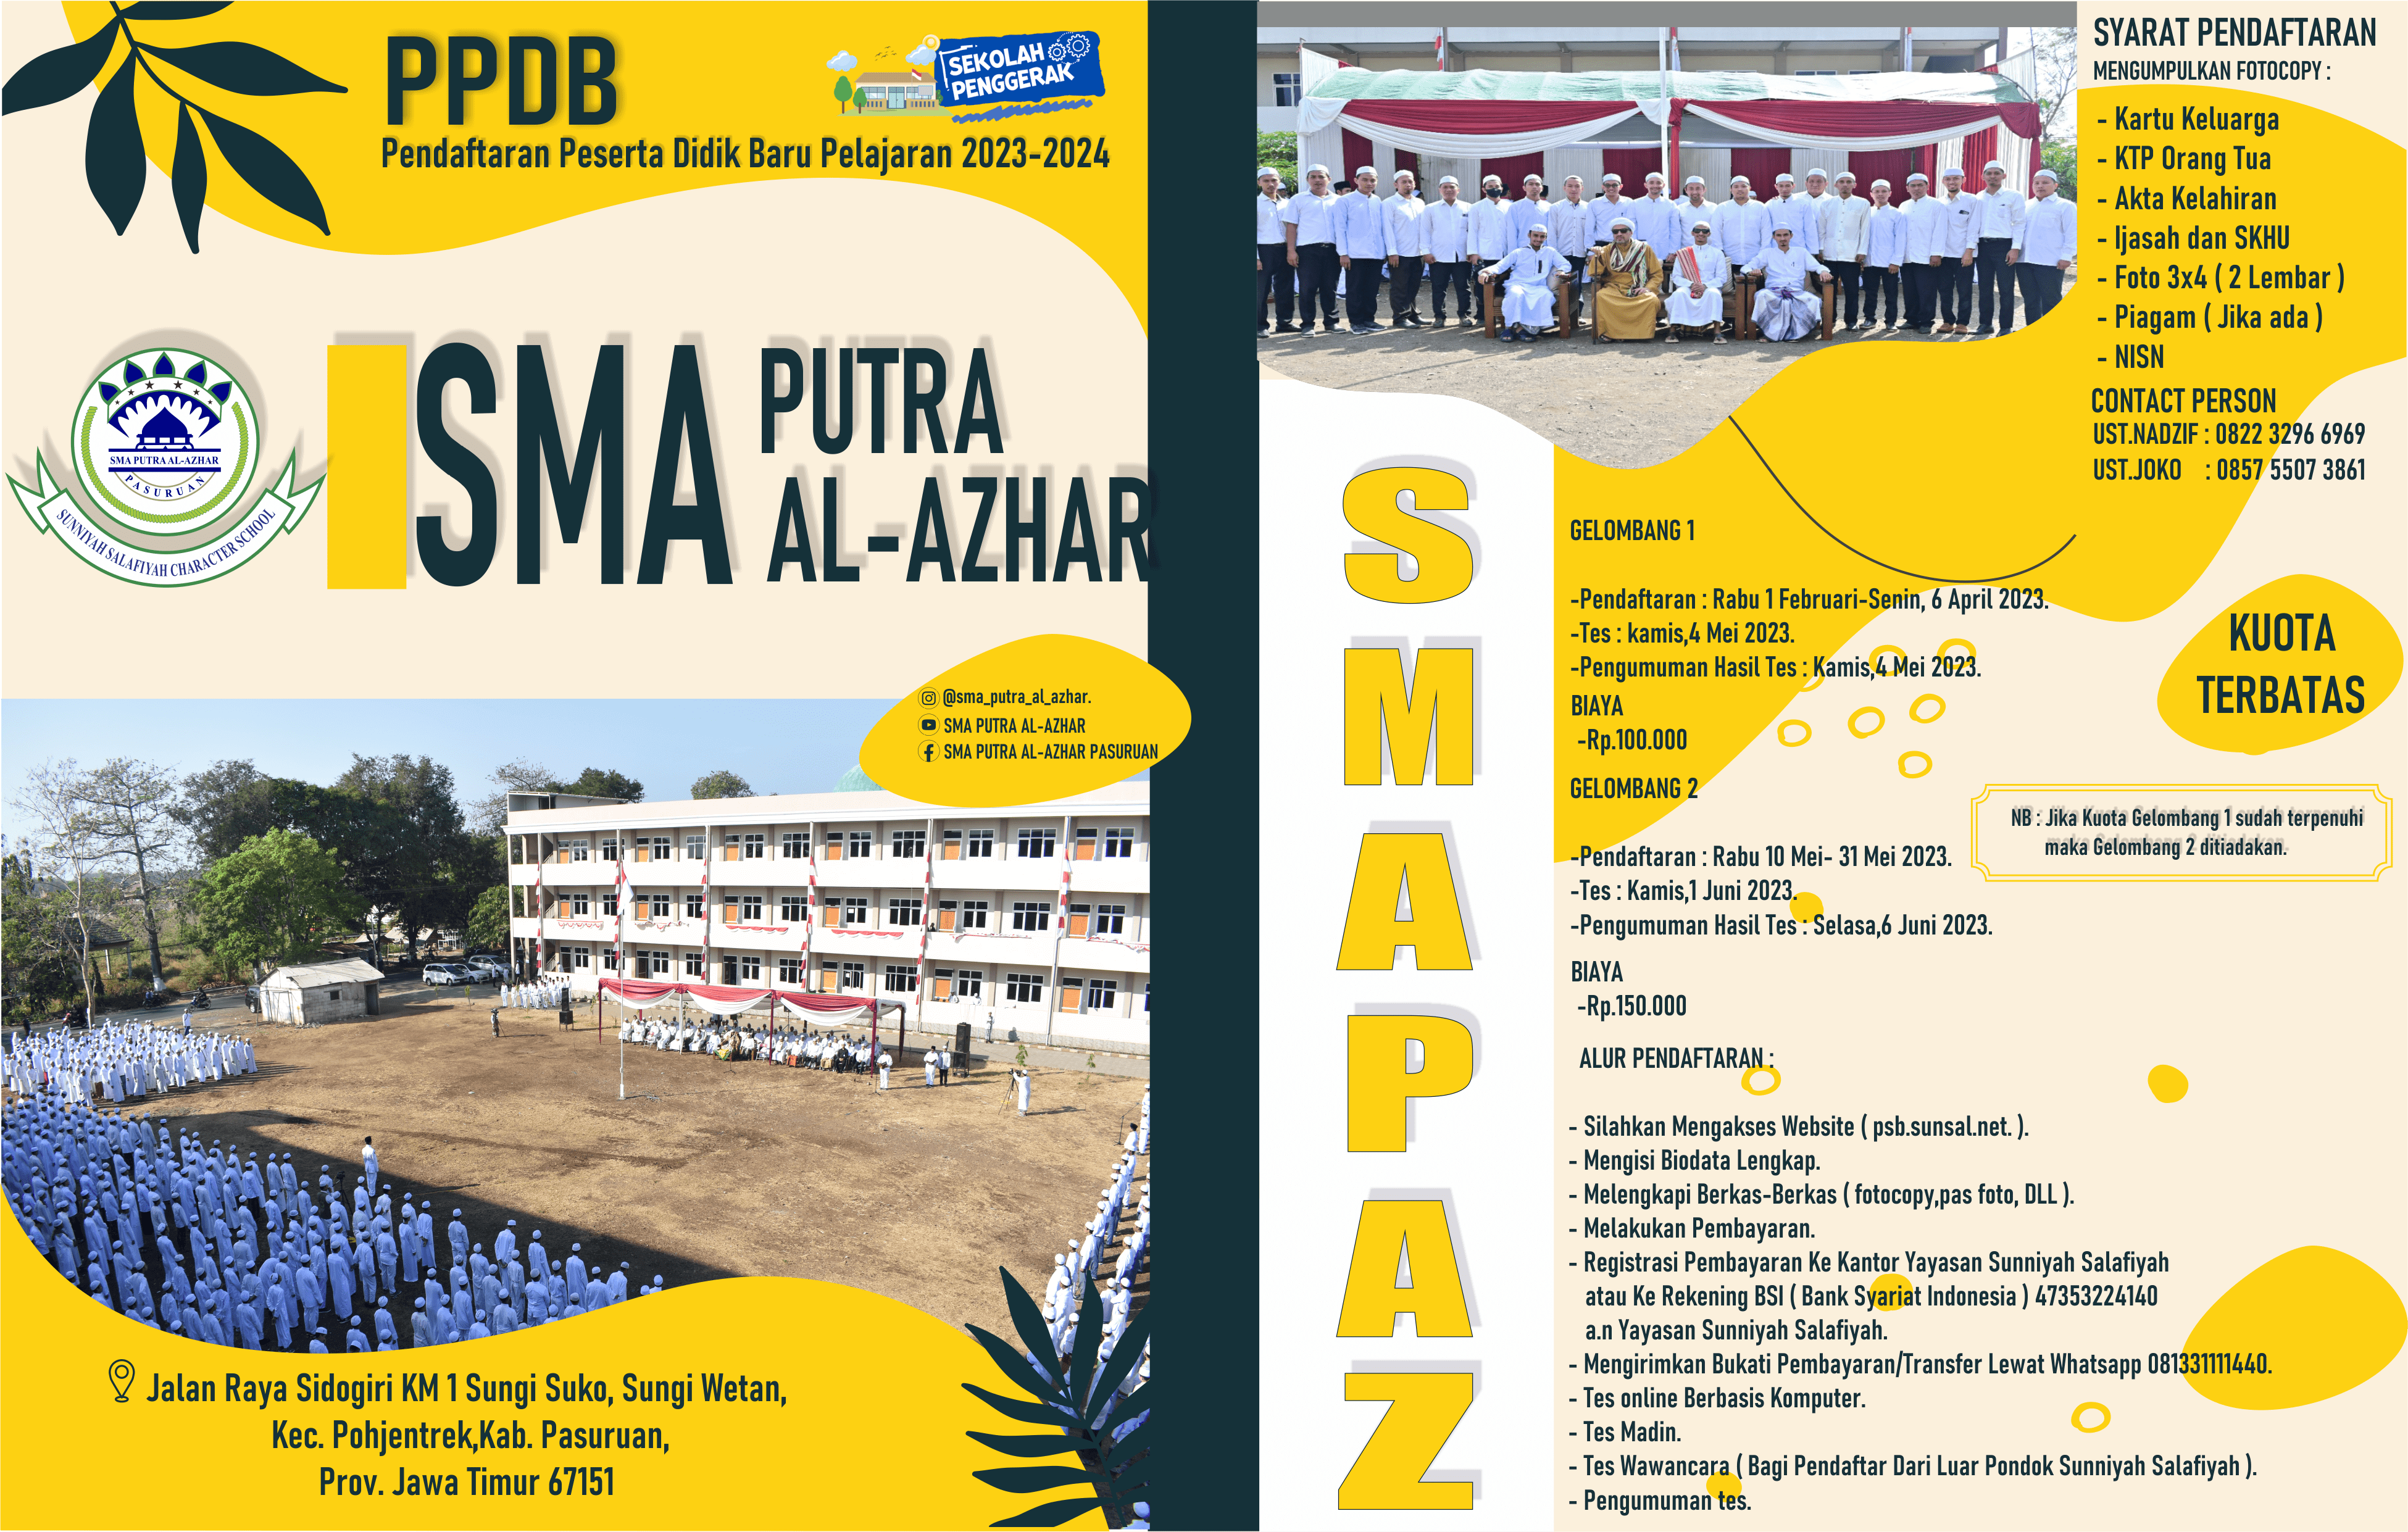 PPDB
SEKOLAH
PENGGERAK
Pendaftaran Peserta Didik Baru Pelajaran 2023-2024
SMA PUTRA AL-AZHAR
PASURUAN
SUNNIYAH SALAFIYAH CHARACTER SCHOOL
SMA
PUTRA
AL-AZHAR
@sma_putra_al_azhar.
SMA PUTRA AL-AZHAR
SMA PUTRA AL-AZHAR PASURUAN
Jalan Raya Sidogiri KM 1 Sungi Suko, Sungi Wetan,
Kec. Pohjentrek,Kab. Pasuruan,
Prov. Jawa Timur 67151
SMAPAZ
SYARAT PENDAFTARAN
MENGUMPULKAN FOTOCOPY :
- Kartu Keluarga
- KTP Orang Tua
- Akta Kelahiran
- Ijasah dan SKHU
- Foto 3x4 ( 2 Lembar )
- Piagam ( Jika ada )
- NISN
CONTACT PERSON
UST.NADZIF : 0822 3296 6969
UST.JOKO : 0857 5507 3861
GELOMBANG 1
-Pendaftaran : Rabu 1 Februari-Senin, 6 April 2023.
-Tes : kamis,4 Mei 2023.
-Pengumuman Hasil Tes : Kamis,4 Mei 2023.
BIAYA
-Rp.100.000
KUOTA
TERBATAS
GELOMBANG 2
-Pendaftaran : Rabu 10 Mei- 31 Mei 2023.
-Tes : Kamis,1 Juni 2023.
-Pengumuman Hasil Tes : Selasa,6 Juni 2023.
BIAYA
-Rp.150.000
NB : Jika Kuota Gelombang 1 sudah terpenuhi
maka Gelombang 2 ditiadakan.
ALUR PENDAFTARAN :
- Silahkan Mengakses Website ( psb.sunsal.net. ).
- Mengisi Biodata Lengkap.
- Melengkapi Berkas-Berkas ( fotocopy,pas foto, DLL ).
- Melakukan Pembayaran.
- Registrasi Pembayaran Ke Kantor Yayasan Sunniyah Salafiyah
atau Ke Rekening BSI ( Bank Syariat Indonesia ) 47353224140
a.n Yayasan Sunniyah Salafiyah.
- Mengirimkan Bukati Pembayaran/Transfer Lewat Whatsapp 081331111440.
- Tes online Berbasis Komputer.
- Tes Madin.
- Tes Wawancara ( Bagi Pendaftar Dari Luar Pondok Sunniyah Salafiyah ).
- Pengumuman tes.